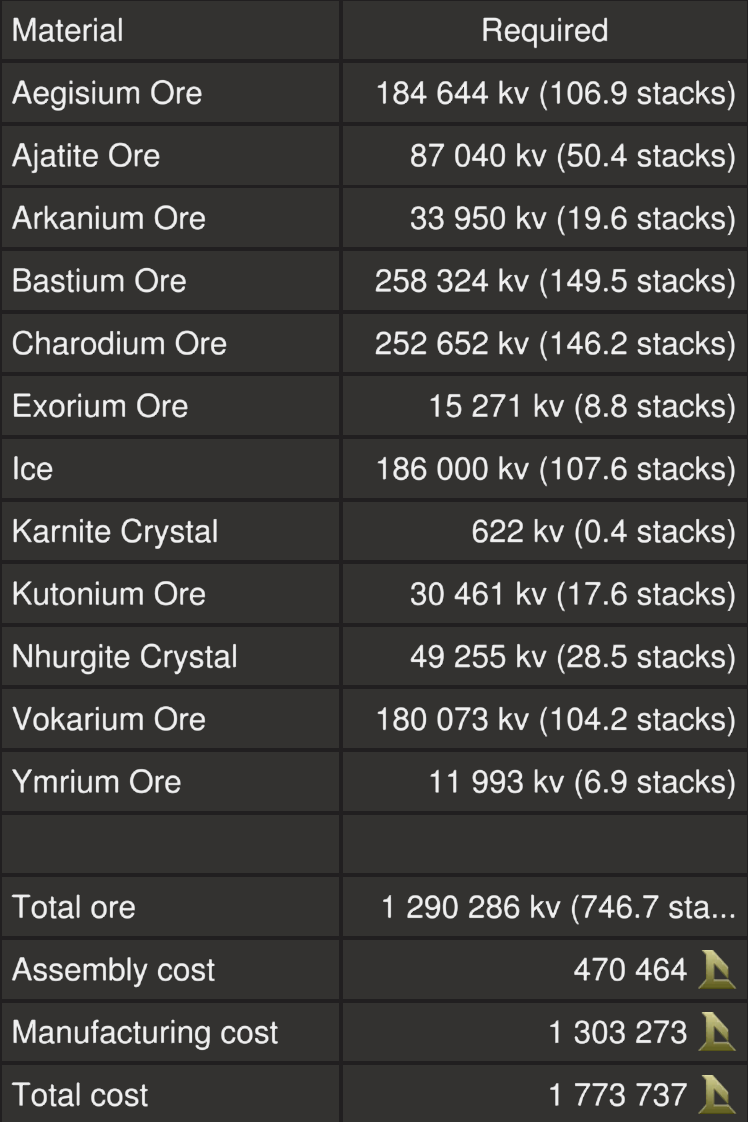 Material Required
Aegisium Ore 184 644 kv (106.9 stacks)
Ajatite Ore 87 040 kv (50.4 stacks)
Arkanium Ore 33 950 kv (19.6 stacks)
Bastium Ore 258 324 kv (149.5 stacks)
Charodium Ore 252 652 kv (146.2 stacks)
Exorium Ore 15 271 kv (8.8 stacks)
Ice 186 000 kv (107.6 stacks)
Karnite Crystal 622 kv (0.4 stacks)
Kutonium Ore 30 461 kv (17.6 stacks)
Nhurgite Crystal 49 255 kv (28.5 stacks)
Vokarium Ore 180 073 kv (104.2 stacks)
Ymrium Ore 11 993 kv (6.9 stacks)
Total ore 1 290 286 kv (746.7 sta...
Assembly cost 470 464
Manufacturing cost 1 303 273
Total cost 1 773 737